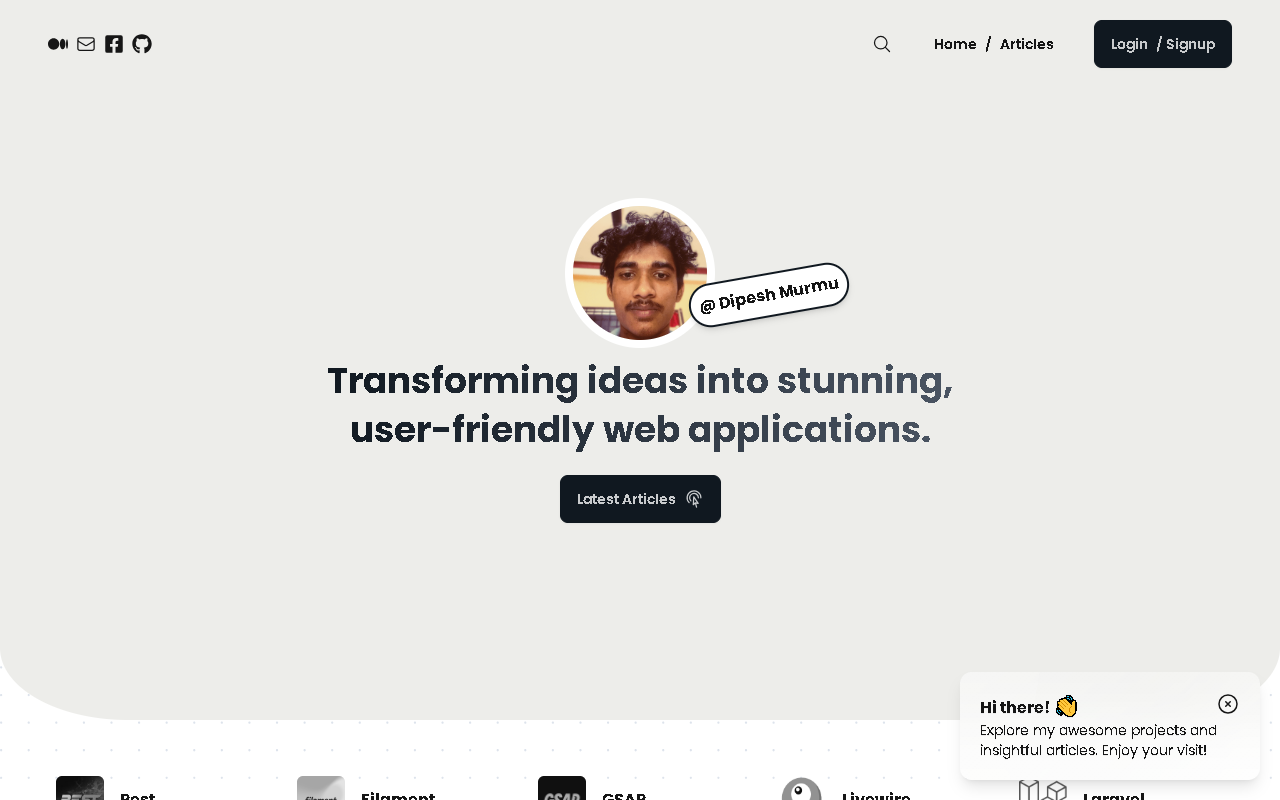 Home / Articles
Login / Signup
@ Dipesh Murmu
Transforming ideas into stunning,
user-friendly web applications.
Latest Articles
Hi there! 👋
Explore my awesome projects and
insightful articles. Enjoy your visit!
Pest
Filament
GSAP
Livewire
Laravel